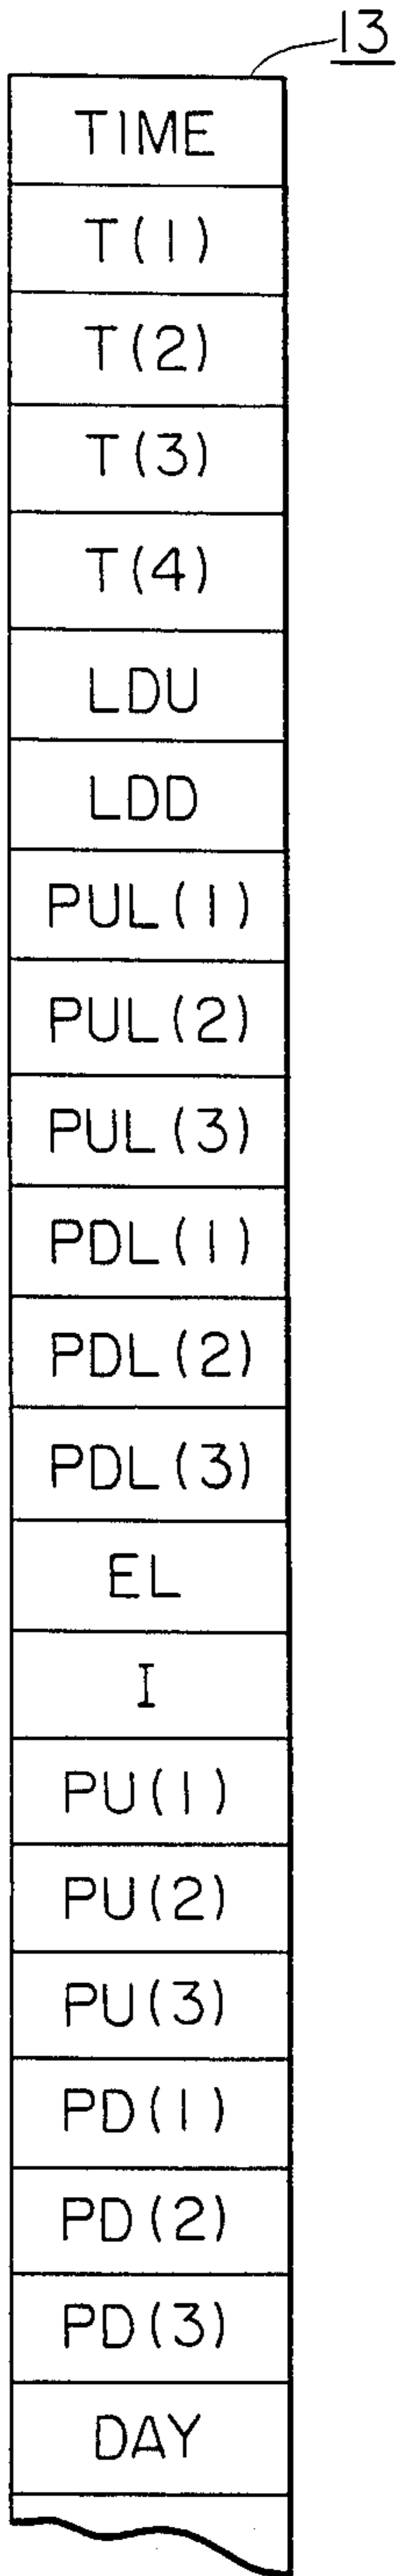 13
TIME
T(1)
T(2)
T(3)
T(4)
LDU
LDD
PUL(1)
PUL(2)
PUL(3)
PDL(1)
PDL(2)
PDL(3)
EL
I
PU(1)
PU(2)
PU(3)
PD(1)
PD(2)
PD(3)
DAY